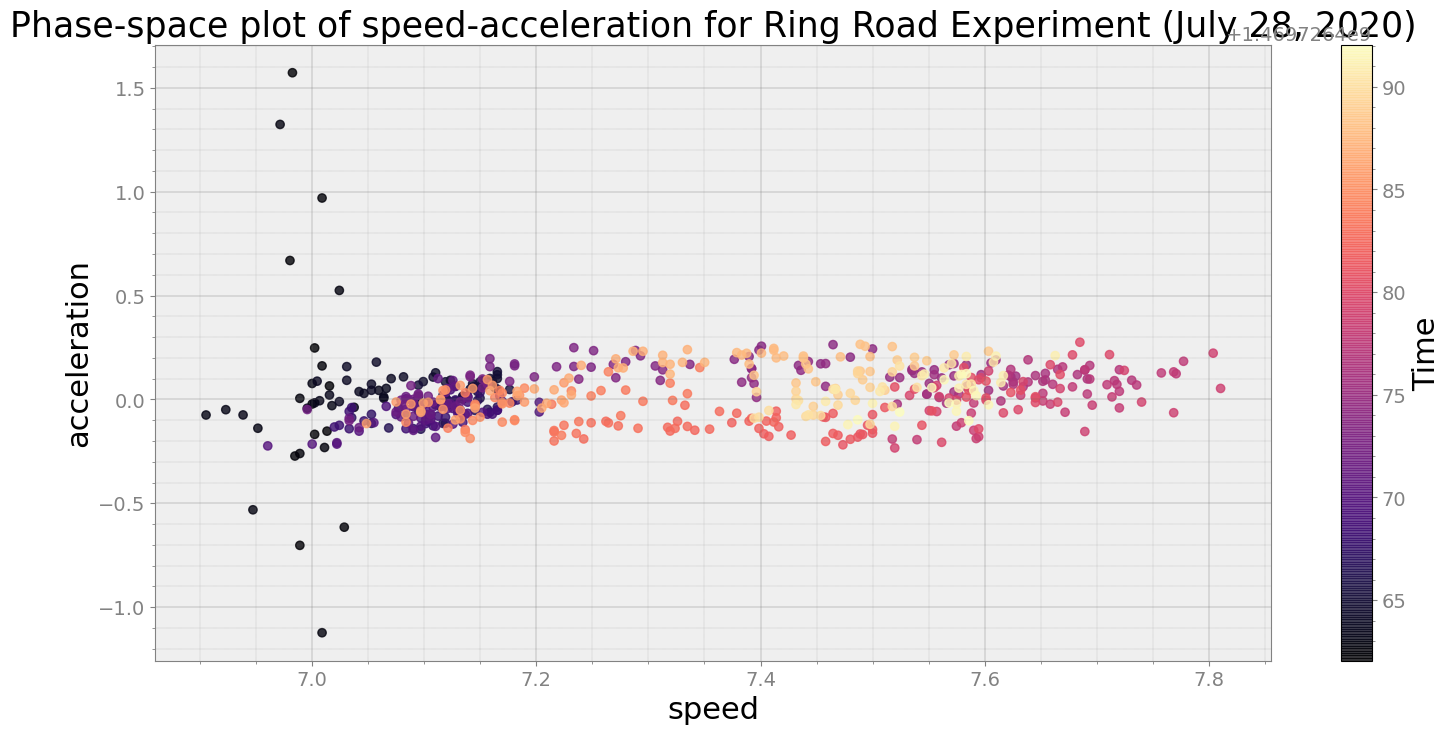 Phase-space plot of speed-acceleration for Ring Road Experiment (July 28, 2020)
+1.4697264e9
1.5
1.0
0.5
0.0
−0.5
−1.0
acceleration
7.0 7.2 7.4 7.6 7.8
speed
90
85
80
75
70
65
Time